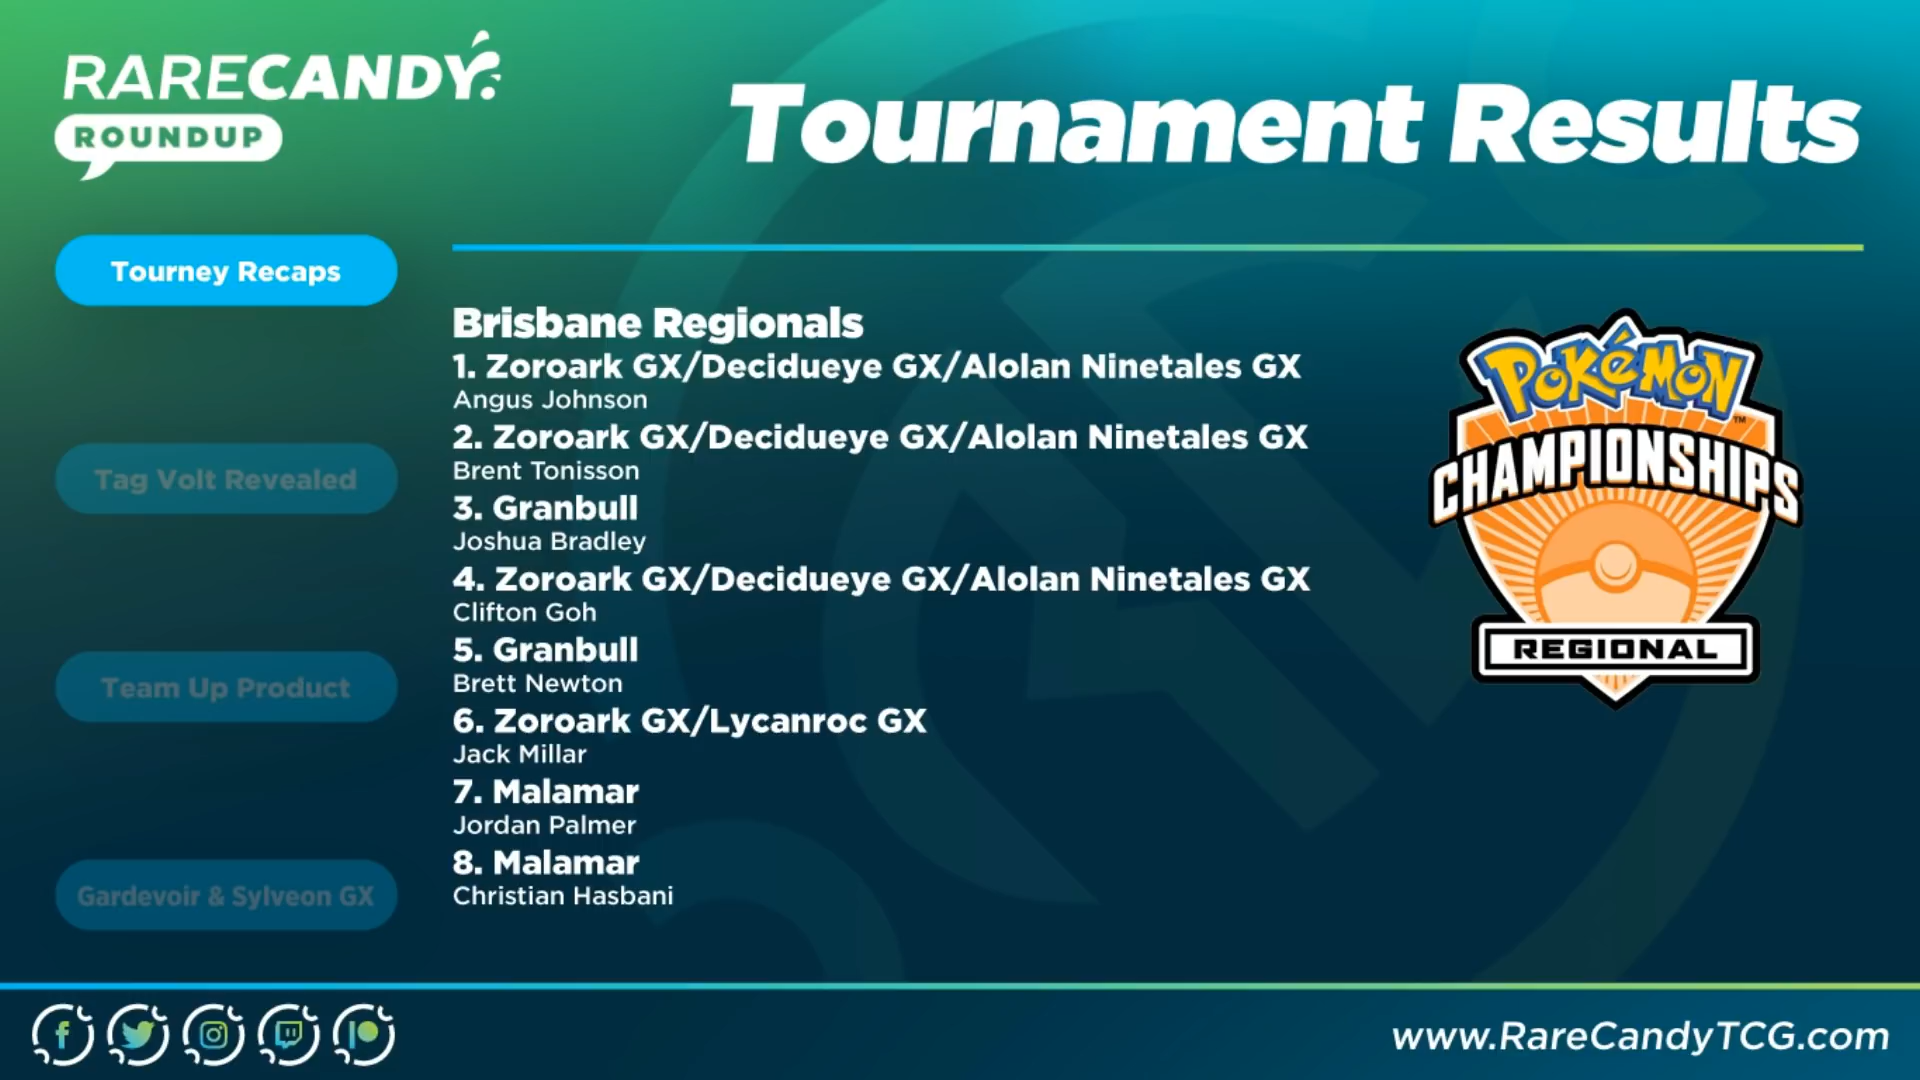 RARECANDY
ROUNDUP
Tournament Results
Tourney Recaps
Tag Volt Revealed
Team Up Product
Gardevoir & Sylveon GX
Brisbane Regionals
1. Zoroark GX/Decidueye GX/Alolan Ninetales GX
Angus Johnson
2. Zoroark GX/Decidueye GX/Alolan Ninetales GX
Brent Tonisson
3. Granbull
Joshua Bradley
4. Zoroark GX/Decidueye GX/Alolan Ninetales GX
Clifton Goh
5. Granbull
Brett Newton
6. Zoroark GX/Lycanroc GX
Jack Millar
7. Malamar
Jordan Palmer
8. Malamar
Christian Hasbani
POKéMON
TM
CHAMPIONSHIPS
REGIONAL
www.RareCandyTCG.com